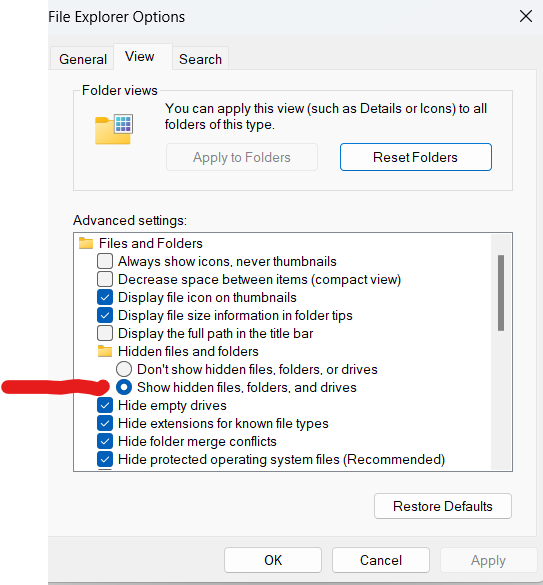 File Explorer Options
General
View
Search
Folder views
You can apply this view (such as Details or Icons) to all
folders of this type.
Apply to Folders
Reset Folders
Advanced settings:
Files and Folders
Always show icons, never thumbnails
Decrease space between items (compact view)
Display file icon on thumbnails
Display file size information in folder tips
Display the full path in the title bar
Hidden files and folders
Don't show hidden files, folders, or drives
Show hidden files, folders, and drives
Hide empty drives
Hide extensions for known file types
Hide folder merge conflicts
Hide protected operating system files (Recommended)
Restore Defaults
OK
Cancel
Apply